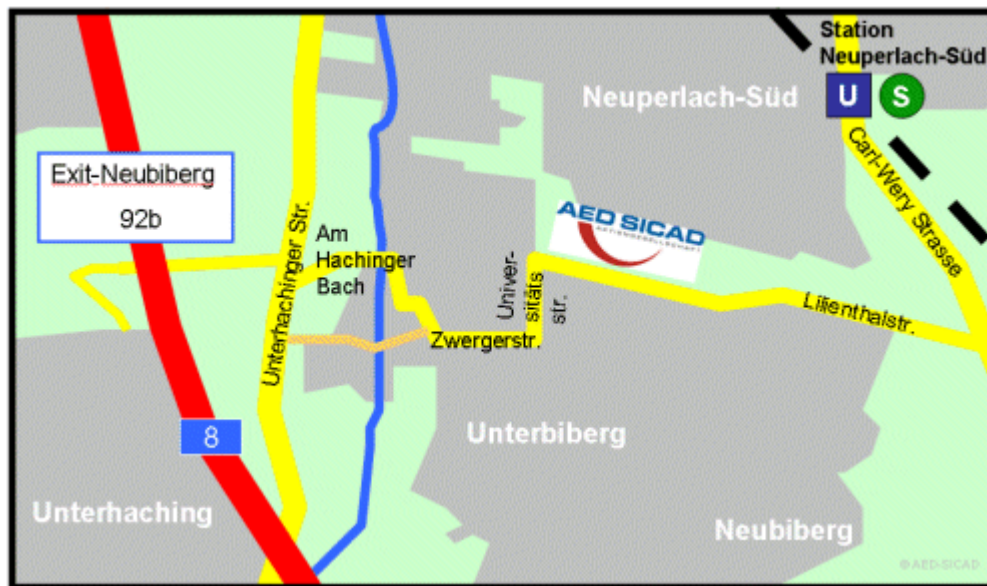 Station
Neuperlach-Süd
Neuperlach-Süd
U
S
Carl-Wery Strasse
Exit-Neubiberg
92b
AED SICAD
AKTIENGESELLSCHAFT
Unterhachinger Str.
Am
Hachinger
Bach
Univer-
sitäts
str.
Lilienthalstr.
Zwergerstr.
8
Unterbiberg
Unterhaching
Neubiberg
© AED-SICAD